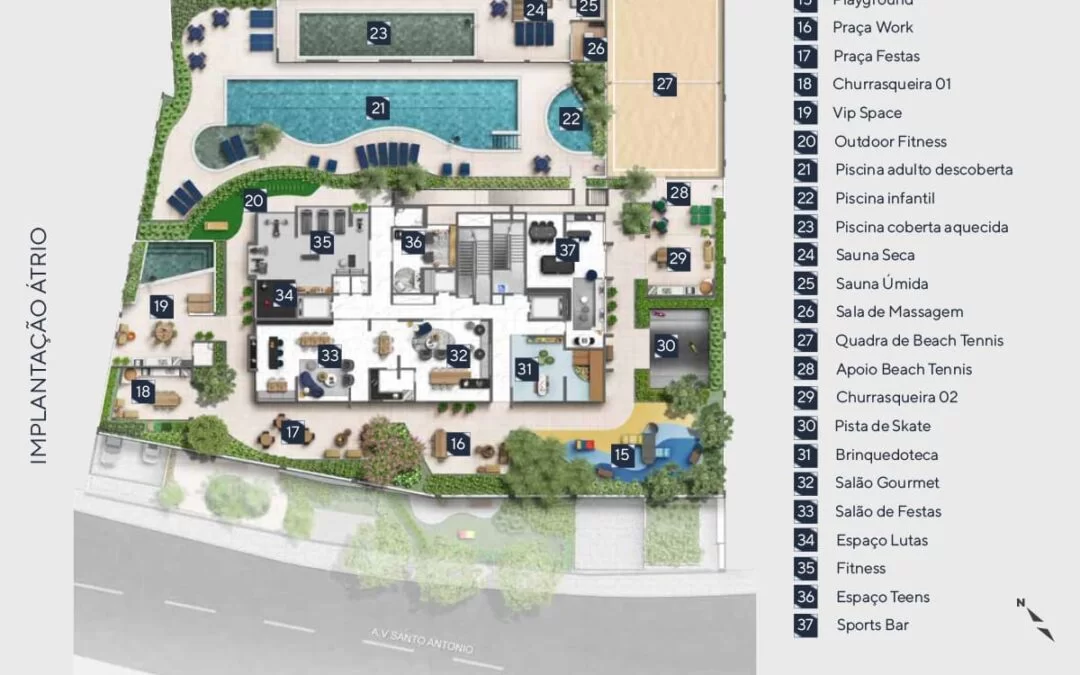 IMPLANTAÇÃO ÁTRIO
23
24
25
26
27
21
22
20
28
35
36
37
29
34
19
33
32
31
30
18
17
16
15
A.V SANTO ANTONIO
15 Playground
16 Praça Work
17 Praça Festas
18 Churrasqueira 01
19 Vip Space
20 Outdoor Fitness
21 Piscina adulto descoberta
22 Piscina infantil
23 Piscina coberta aquecida
24 Sauna Seca
25 Sauna Úmida
26 Sala de Massagem
27 Quadra de Beach Tennis
28 Apoio Beach Tennis
29 Churrasqueira 02
30 Pista de Skate
31 Brinquedoteca
32 Salão Gourmet
33 Salão de Festas
34 Espaço Lutas
35 Fitness
36 Espaço Teens
37 Sports Bar
N